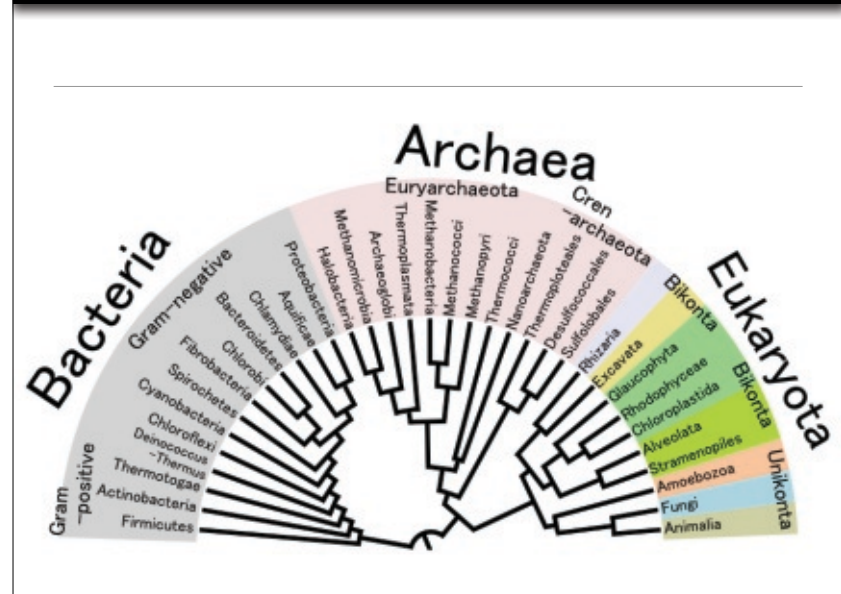 Archaea
Bacteria
Eukaryota
Euryarchaeota
Cren
-archaeota
Gram-negative
Gram
-positive
Bikonta
Bikonta
Unikonta
Firmicutes
Actinobacteria
Thermotogae
Deinococcus
-Thermus
Chloroflexi
Cyanobacteria
Spirochetes
Fibrobacteria
Chlorobi
Bacteroidetes
Chlamydiae
Aquificae
Proteobacteria
Halobacteria
Methanomicrobia
Archaeoglobi
Thermoplasmata
Methanobacteria
Methanococci
Methanopyri
Thermococci
Nanoarchaeota
Thermoploteales
Desulfococcales
Sulfolobales
Rhizaria
Excavata
Glaucophyta
Rhodophyceae
Chloroplastida
Alveolata
Stramenopiles
Amoebozoa
Fungi
Animalia